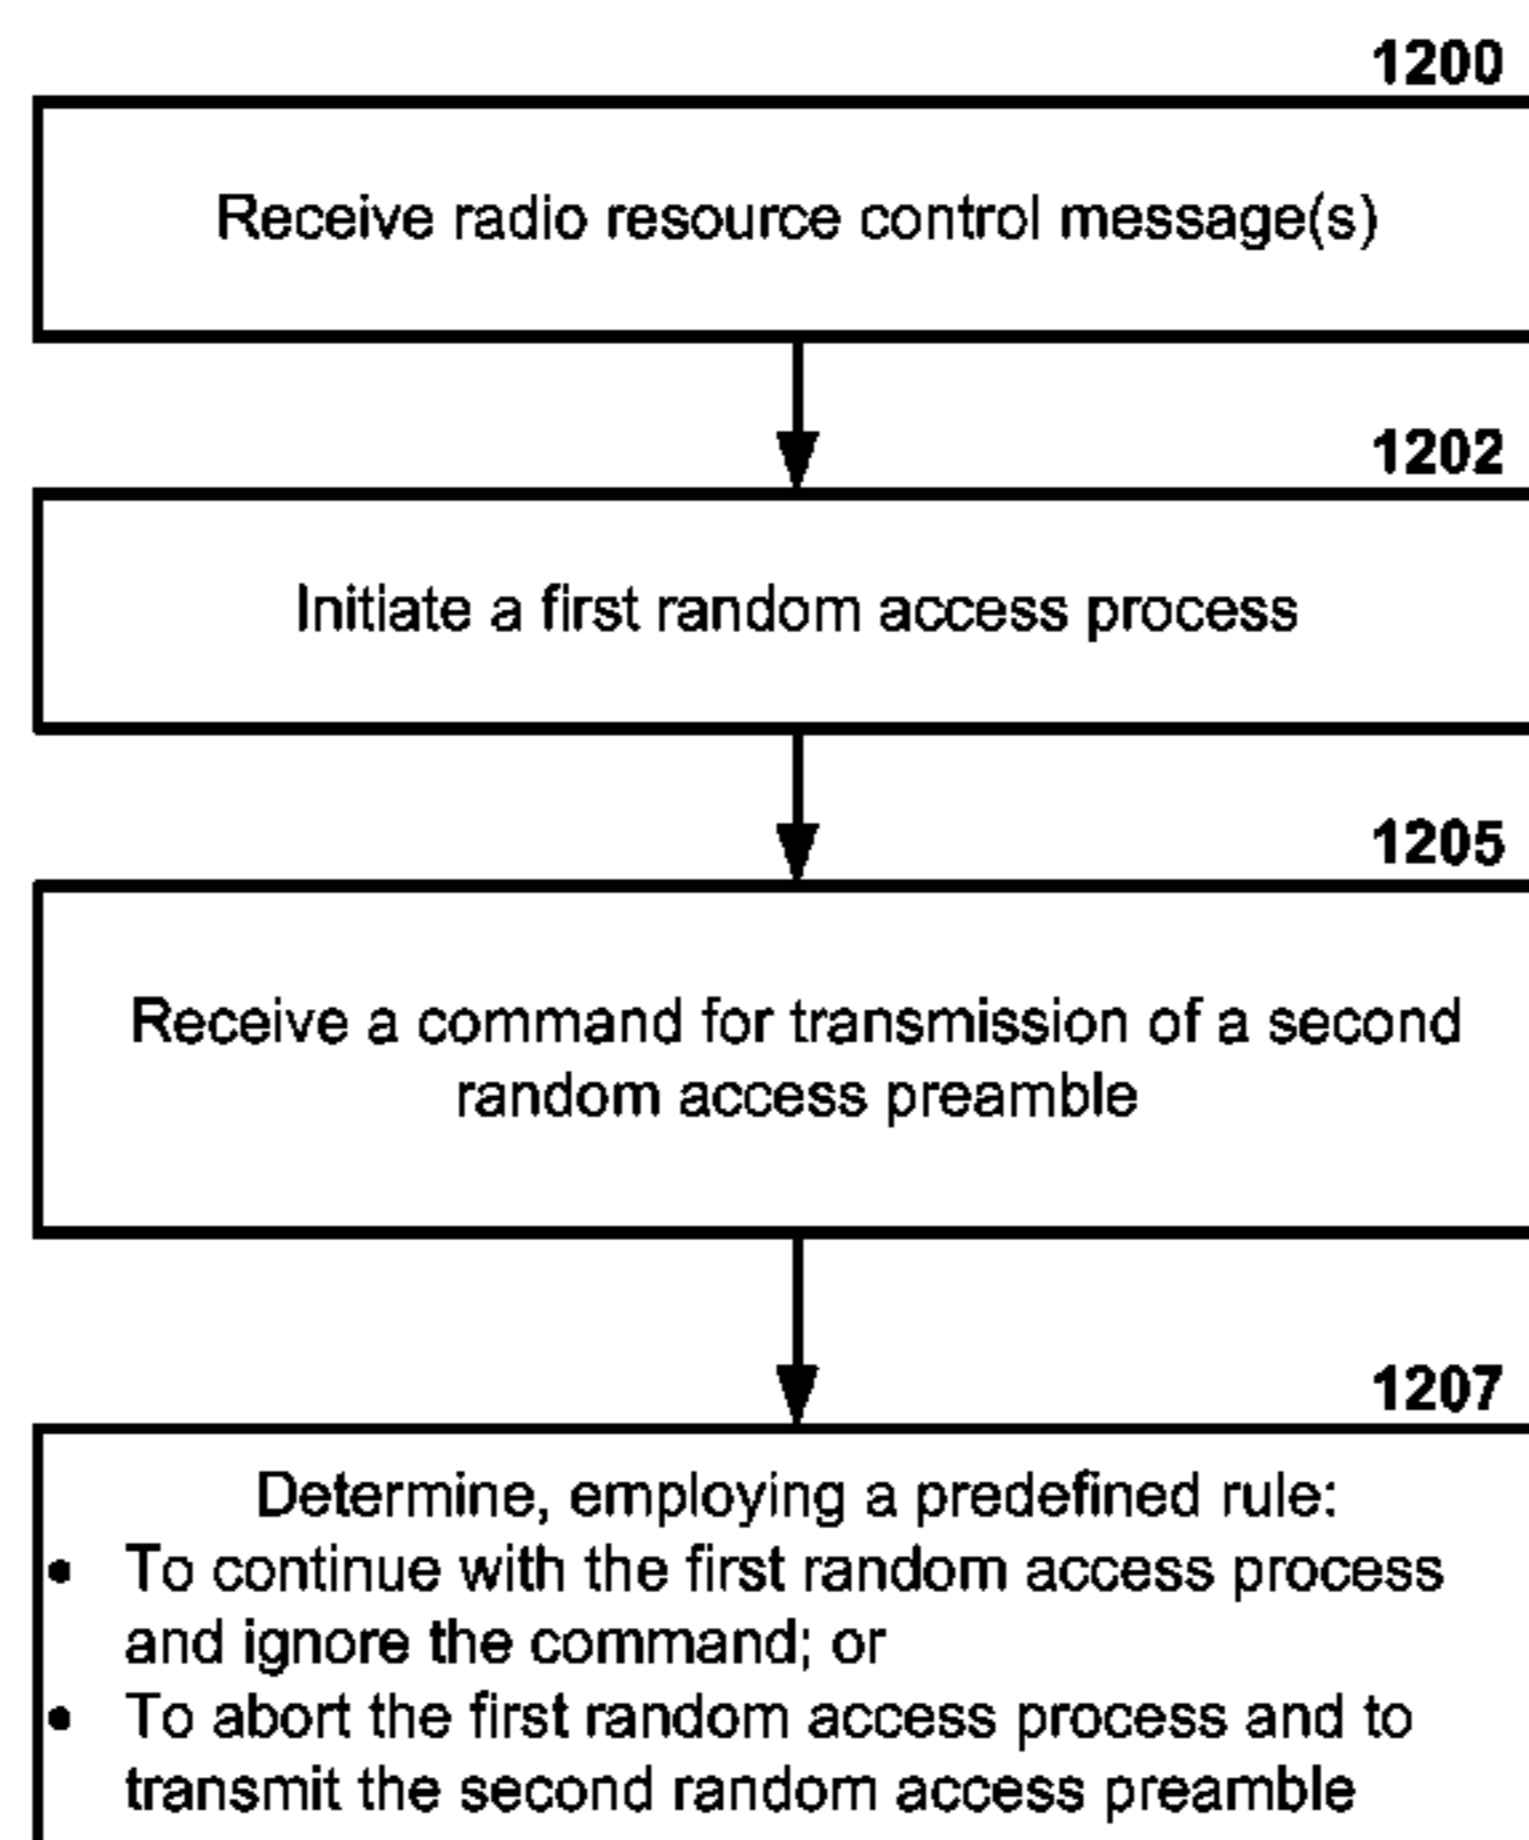 1200
Receive radio resource control message(s)
1202
Initiate a first random access process
1205
Receive a command for transmission of a second
random access preamble
1207
Determine, employing a predefined rule:
• To continue with the first random access process
and ignore the command; or
• To abort the first random access process and to
transmit the second random access preamble